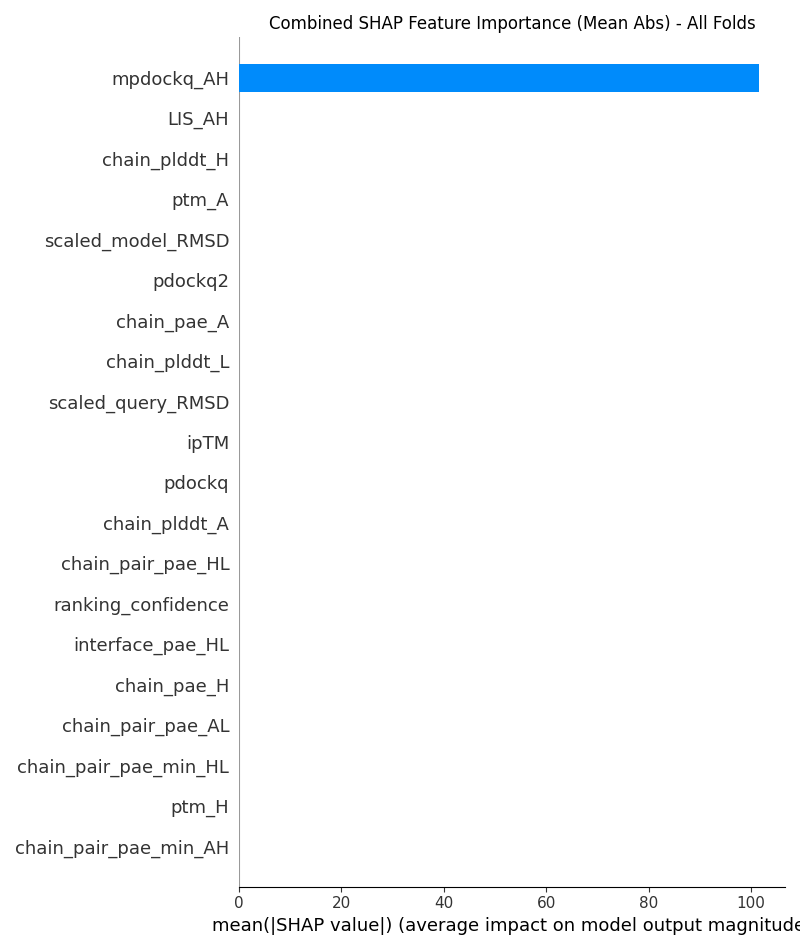 Combined SHAP Feature Importance (Mean Abs) - All Folds
mpdockq_AH
LIS_AH
chain_plddt_H
ptm_A
scaled_model_RMSD
pdockq2
chain_pae_A
chain_plddt_L
scaled_query_RMSD
ipTM
pdockq
chain_plddt_A
chain_pair_pae_HL
ranking_confidence
interface_pae_HL
chain_pae_H
chain_pair_pae_AL
chain_pair_pae_min_HL
ptm_H
chain_pair_pae_min_AH
0 20 40 60 80 100
mean(|SHAP value|) (average impact on model output magnitude